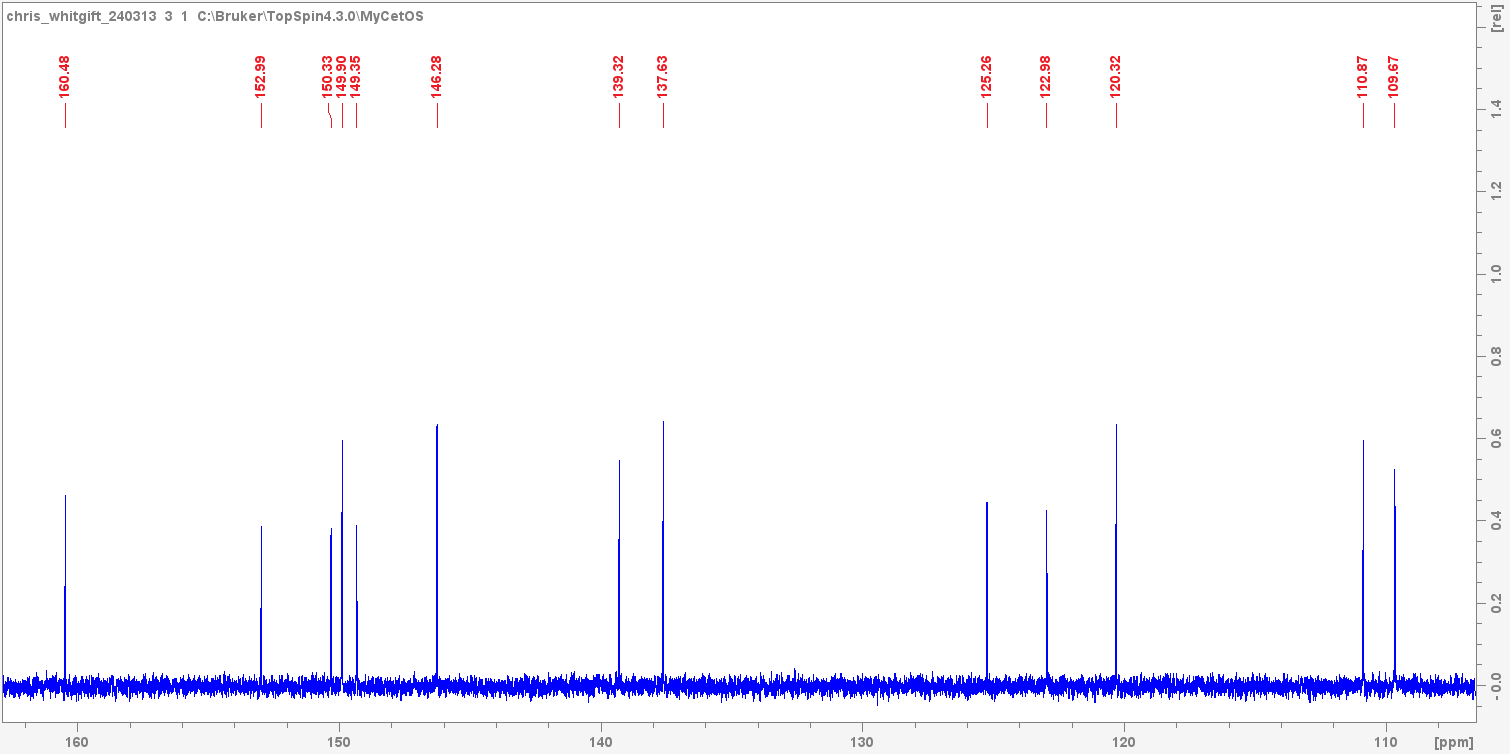 chris_whitgift_240313 3 1 C:\Bruker\TopSpin4.3.0\MyCetOS
[rel]
160.48 152.99 150.33 149.90 149.35 146.28 139.32 137.63 125.26 122.98 120.32 110.87 109.67
1.4
1.2
1.0
0.8
0.6
0.4
0.2
- 0.0
160 150 140 130 120 110 [ppm]